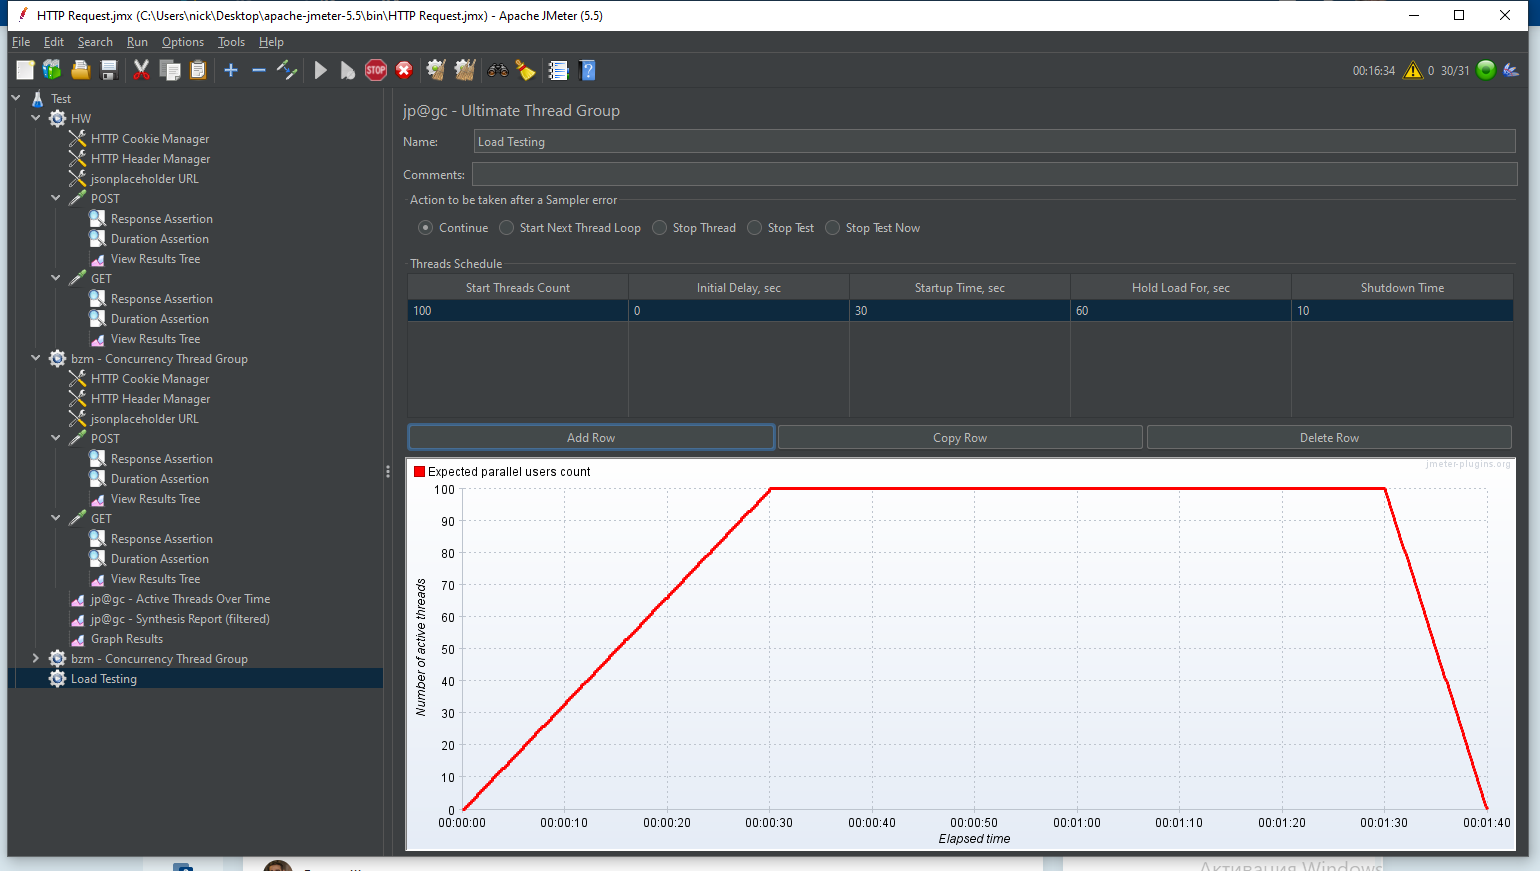 HTTP Request.jmx (C:\Users\nick\Desktop\apache-jmeter-5.5\bin\HTTP Request.jmx) - Apache JMeter (5.5)
File Edit Search Run Options Tools Help
STOP
?
00:16:34 0 30/31
Test
HW
HTTP Cookie Manager
HTTP Header Manager
jsonplaceholder URL
POST
Response Assertion
Duration Assertion
View Results Tree
GET
Response Assertion
Duration Assertion
View Results Tree
bzm - Concurrency Thread Group
HTTP Cookie Manager
HTTP Header Manager
jsonplaceholder URL
POST
Response Assertion
Duration Assertion
View Results Tree
GET
Response Assertion
Duration Assertion
View Results Tree
jp@gc - Active Threads Over Time
jp@gc - Synthesis Report (filtered)
Graph Results
bzm - Concurrency Thread Group
Load Testing
jp@gc - Ultimate Thread Group
Name: Load Testing
Comments:
Action to be taken after a Sampler error
Continue Start Next Thread Loop Stop Thread Stop Test Stop Test Now
Threads Schedule
Start Threads Count Initial Delay, sec Startup Time, sec Hold Load For, sec Shutdown Time
100 0 30 60 10
Add Row Copy Row Delete Row
jmeter-plugins.org
Expected parallel users count
100
90
80
70
60
50
40
30
20
10
0
Number of active threads
00:00:00 00:00:10 00:00:20 00:00:30 00:00:40 00:00:50 00:01:00 00:01:10 00:01:20 00:01:30 00:01:40
Elapsed time
Активация Windows